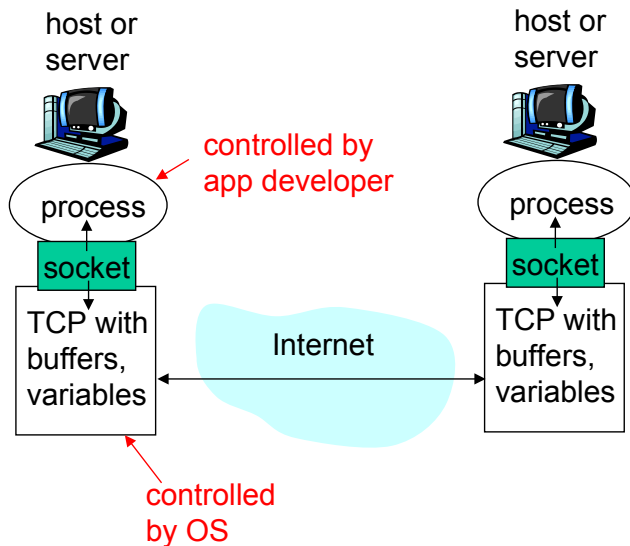 host or
server
host or
server
controlled by
app developer
process
process
socket
socket
TCP with
buffers,
variables
Internet
TCP with
buffers,
variables
controlled
by OS